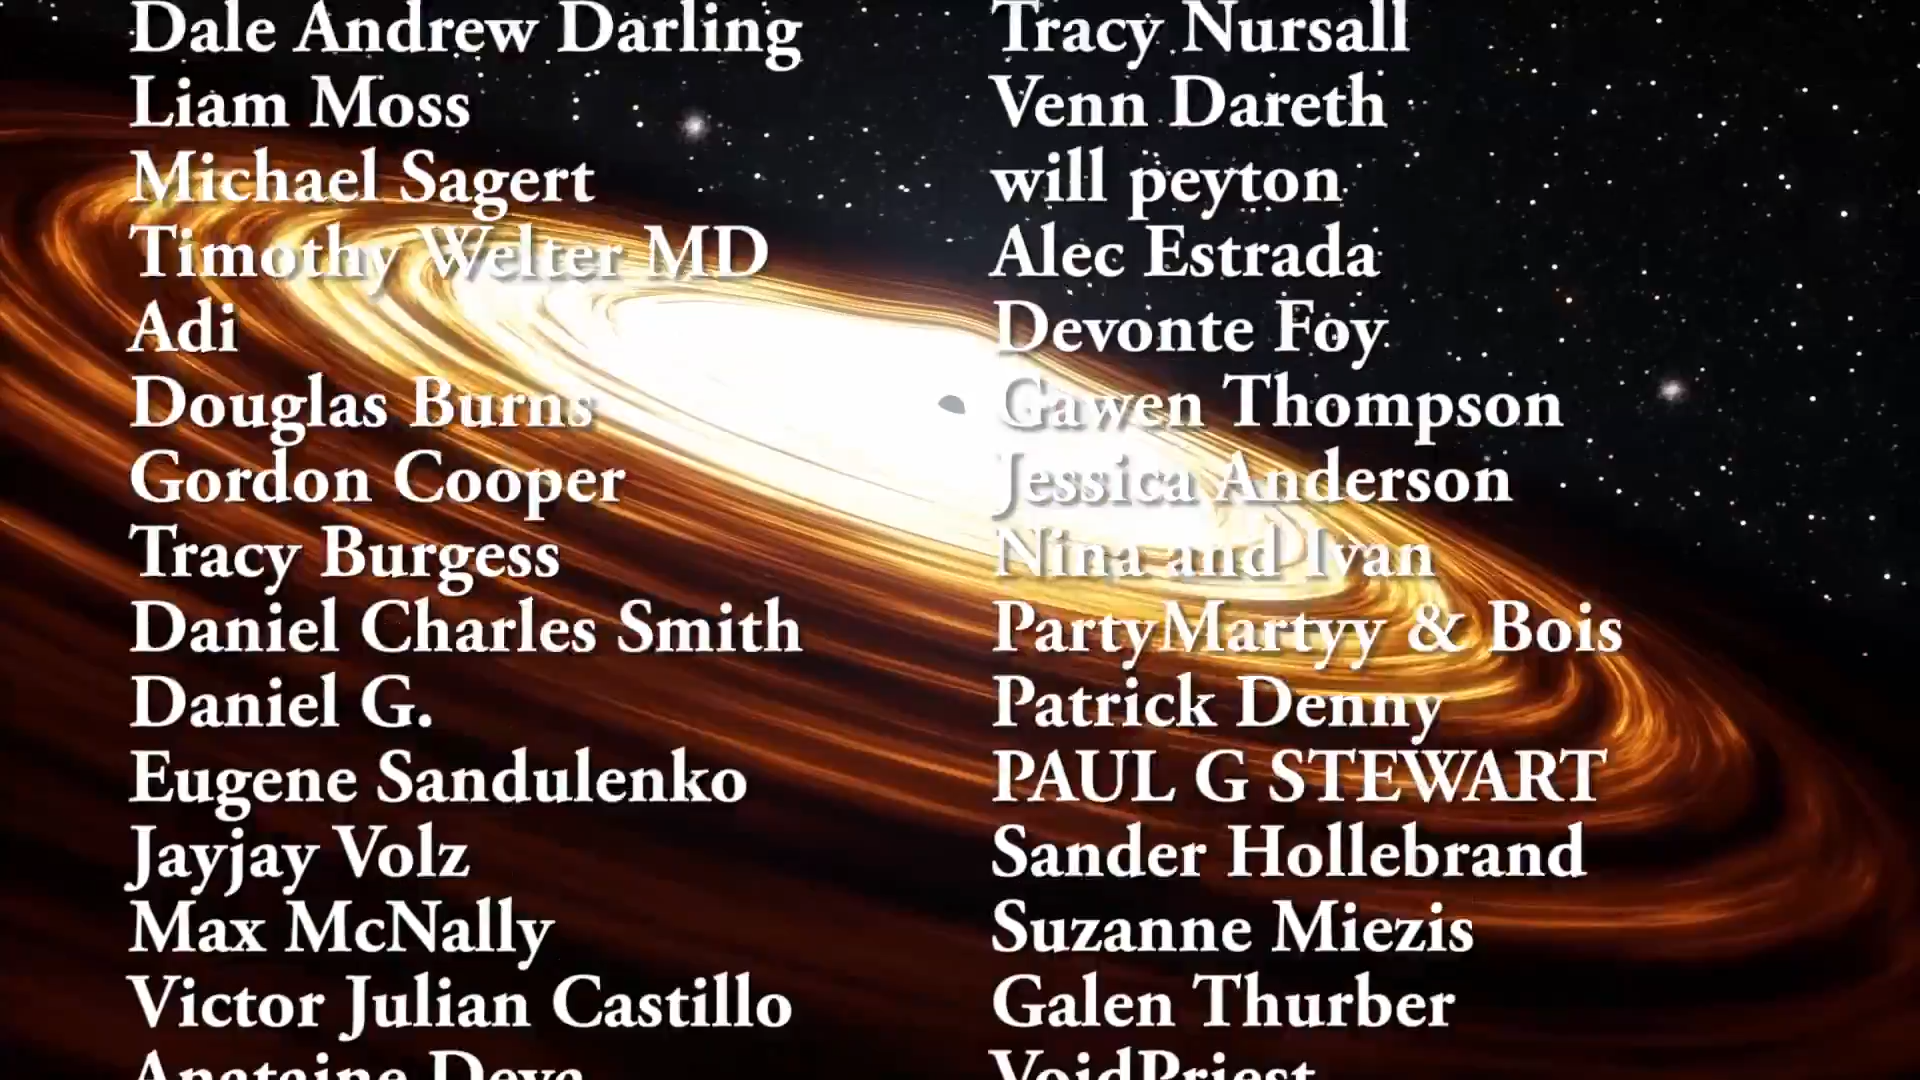 Dale Andrew Darling
Liam Moss
Michael Sagert
Timothy Welter MD
Adi
Douglas Burns
Gordon Cooper
Tracy Burgess
Daniel Charles Smith
Daniel G.
Eugene Sandulenko
Jayjay Volz
Max McNally
Victor Julian Castillo
Tracy Nursall
Venn Dareth
will peyton
Alec Estrada
Devonte Foy
Gawen Thompson
Jessica Anderson
Nina and Ivan
PartyMartyy & Bois
Patrick Denny
PAUL G STEWART
Sander Hollebrand
Suzanne Miezis
Galen Thurber
VoidPriest